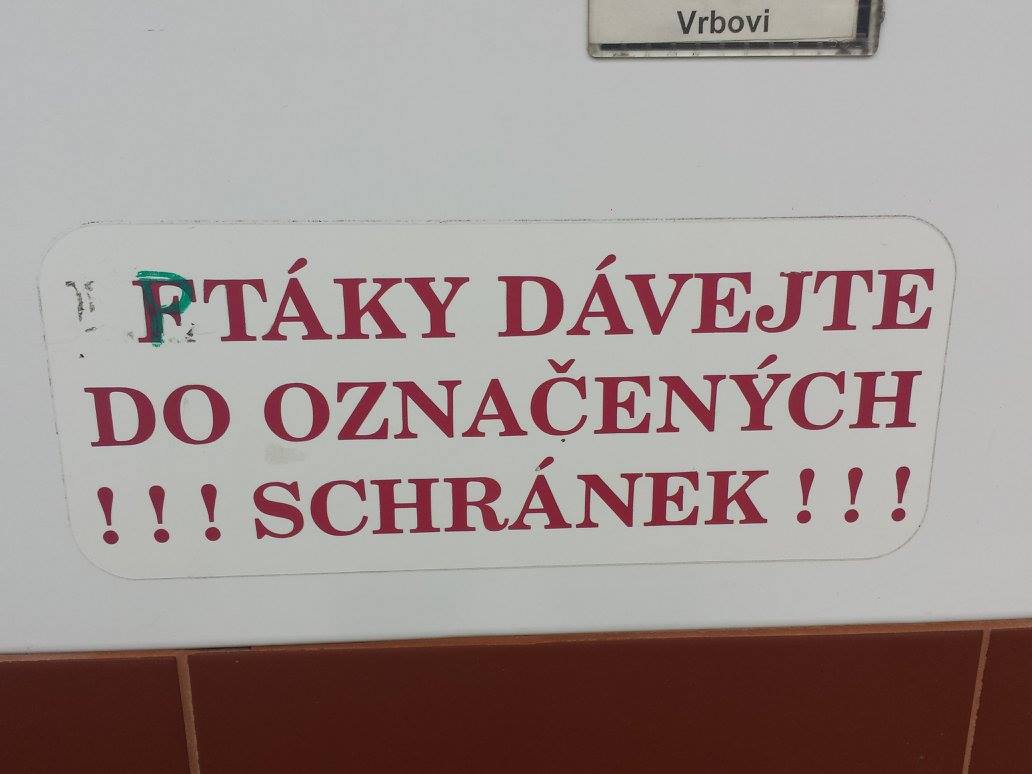 Vrbovi
PTÁKY DÁVEJTE
DO OZNAČENÝCH
! ! ! SCHRÁNEK ! ! !